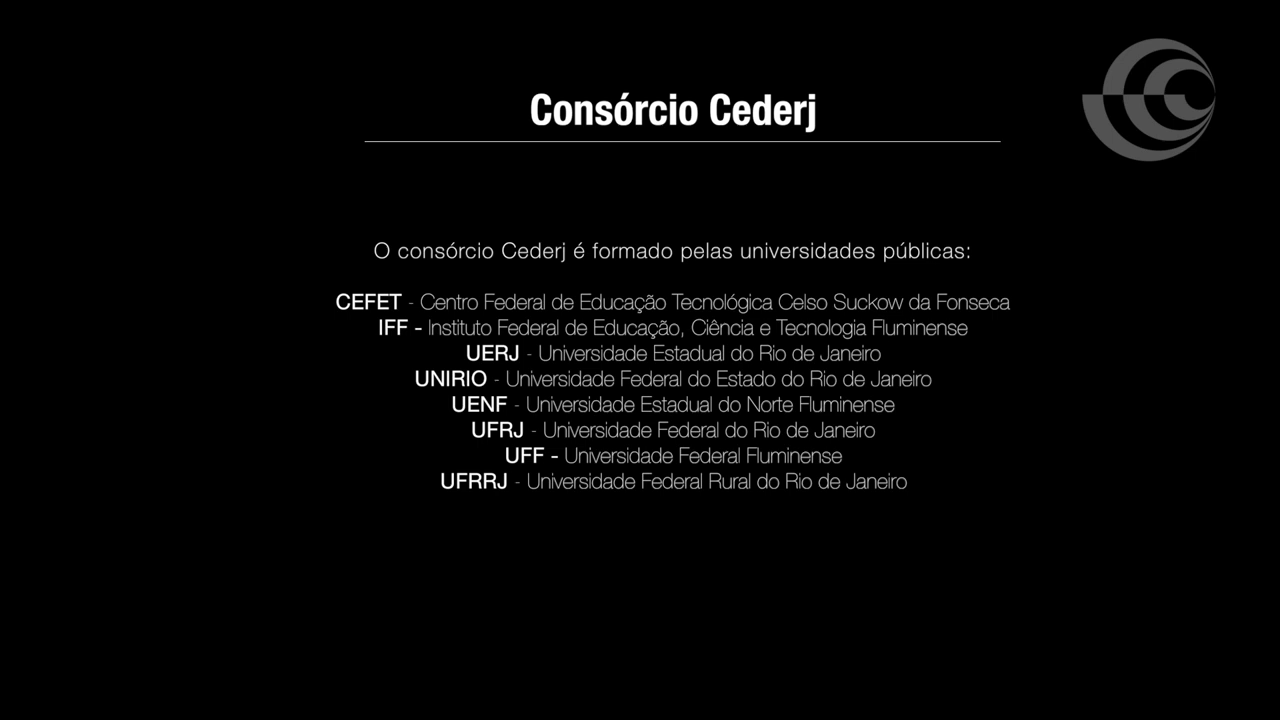 Consórcio Cederj
O consórcio Cederj é formado pelas universidades públicas:
CEFET - Centro Federal de Educação Tecnológica Celso Suckow da Fonseca
IFF - Instituto Federal de Educação, Ciência e Tecnologia Fluminense
UERJ - Universidade Estadual do Rio de Janeiro
UNIRIO - Universidade Federal do Estado do Rio de Janeiro
UENF - Universidade Estadual do Norte Fluminense
UFRJ - Universidade Federal do Rio de Janeiro
UFF - Universidade Federal Fluminense
UFRRJ - Universidade Federal Rural do Rio de Janeiro